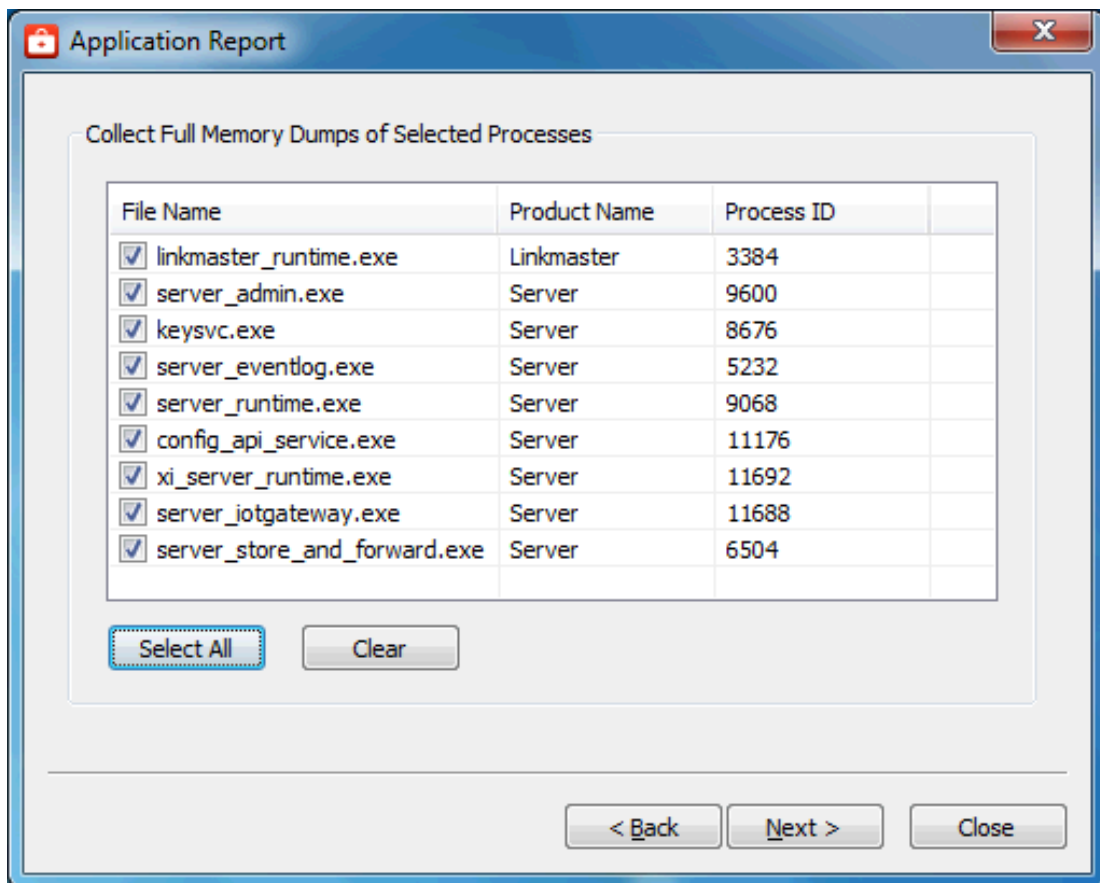 Application Report
Collect Full Memory Dumps of Selected Processes
File Name Product Name Process ID
linkmaster_runtime.exe Linkmaster 3384
server_admin.exe Server 9600
keysvc.exe Server 8676
server_eventlog.exe Server 5232
server_runtime.exe Server 9068
config_api_service.exe Server 11176
xi_server_runtime.exe Server 11692
server_iotgateway.exe Server 11688
server_store_and_forward.exe Server 6504
Select All Clear
< Back Next > Close